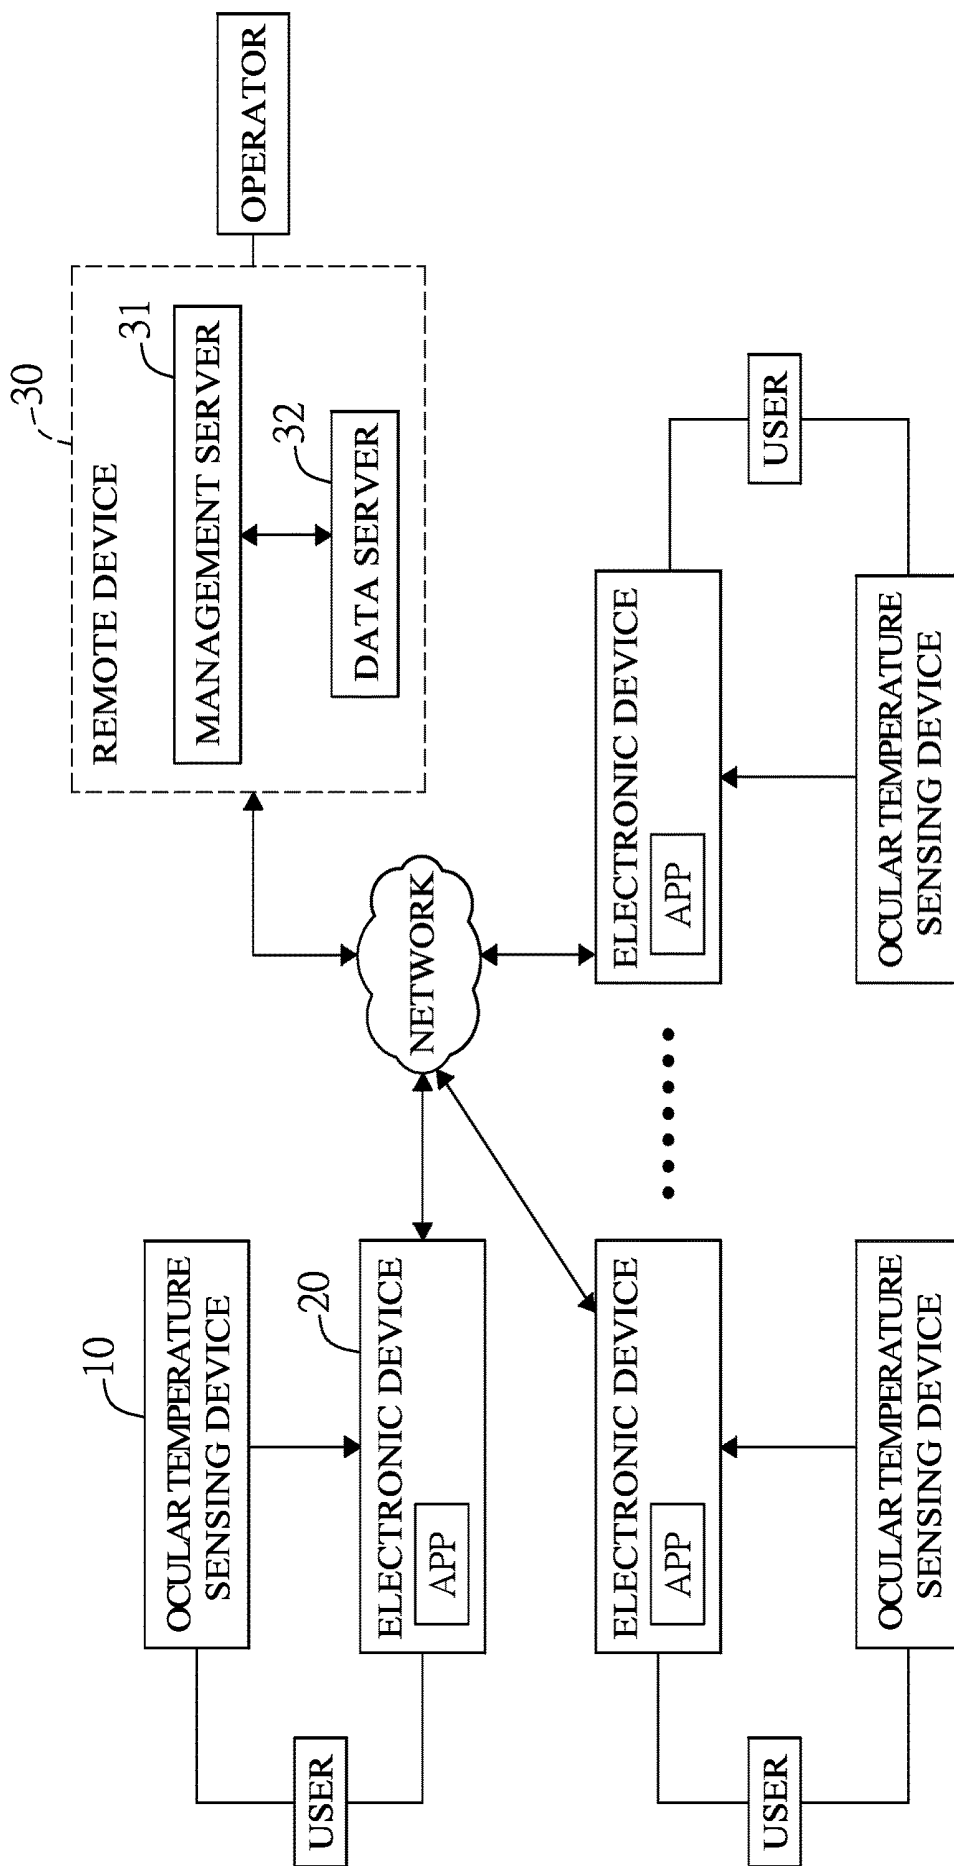 10
OCULAR TEMPERATURE
SENSING DEVICE
USER
20
ELECTRONIC DEVICE
APP
30
REMOTE DEVICE
31
MANAGEMENT SERVER
32
DATA SERVER
OPERATOR
NETWORK
ELECTRONIC DEVICE
APP
USER
OCULAR TEMPERATURE
SENSING DEVICE
ELECTRONIC DEVICE
APP
USER
OCULAR TEMPERATURE
SENSING DEVICE